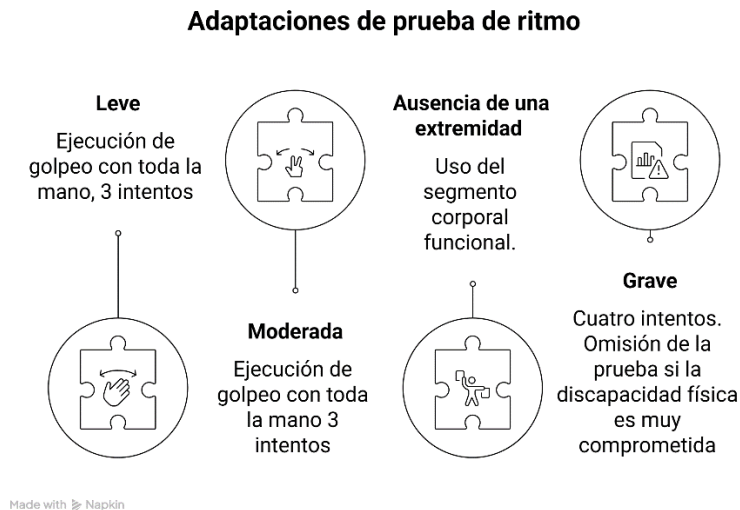 Adaptaciones de prueba de ritmo
Leve
Ejecución de
golpeo con toda la
mano, 3 intentos
Moderada
Ejecución de
golpeo con toda
la mano 3
intentos
Ausencia de una
extremidad
Uso del
segmento
corporal
funcional.
Grave
Cuatro intentos.
Omisión de la
prueba si la
discapacidad física
es muy
comprometida
Made with Napkin